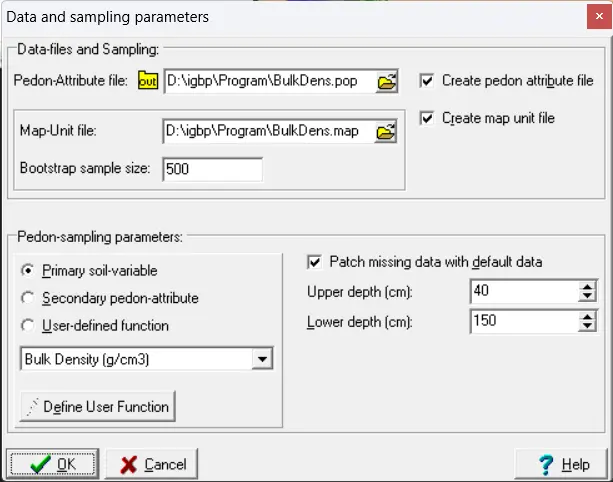 Data and sampling parameters
Data-files and Sampling:
Pedon-Attribute file: out D:\igbp\Program\BulkDens.pop
Create pedon attribute file
Map-Unit file: D:\igbp\Program\BulkDens.map
Create map unit file
Bootstrap sample size: 500
Pedon-sampling parameters:
Primary soil-variable
Secondary pedon-attribute
User-defined function
Bulk Density (g/cm3)
Define User Function
Patch missing data with default data
Upper depth (cm): 40
Lower depth (cm): 150
OK Cancel ? Help